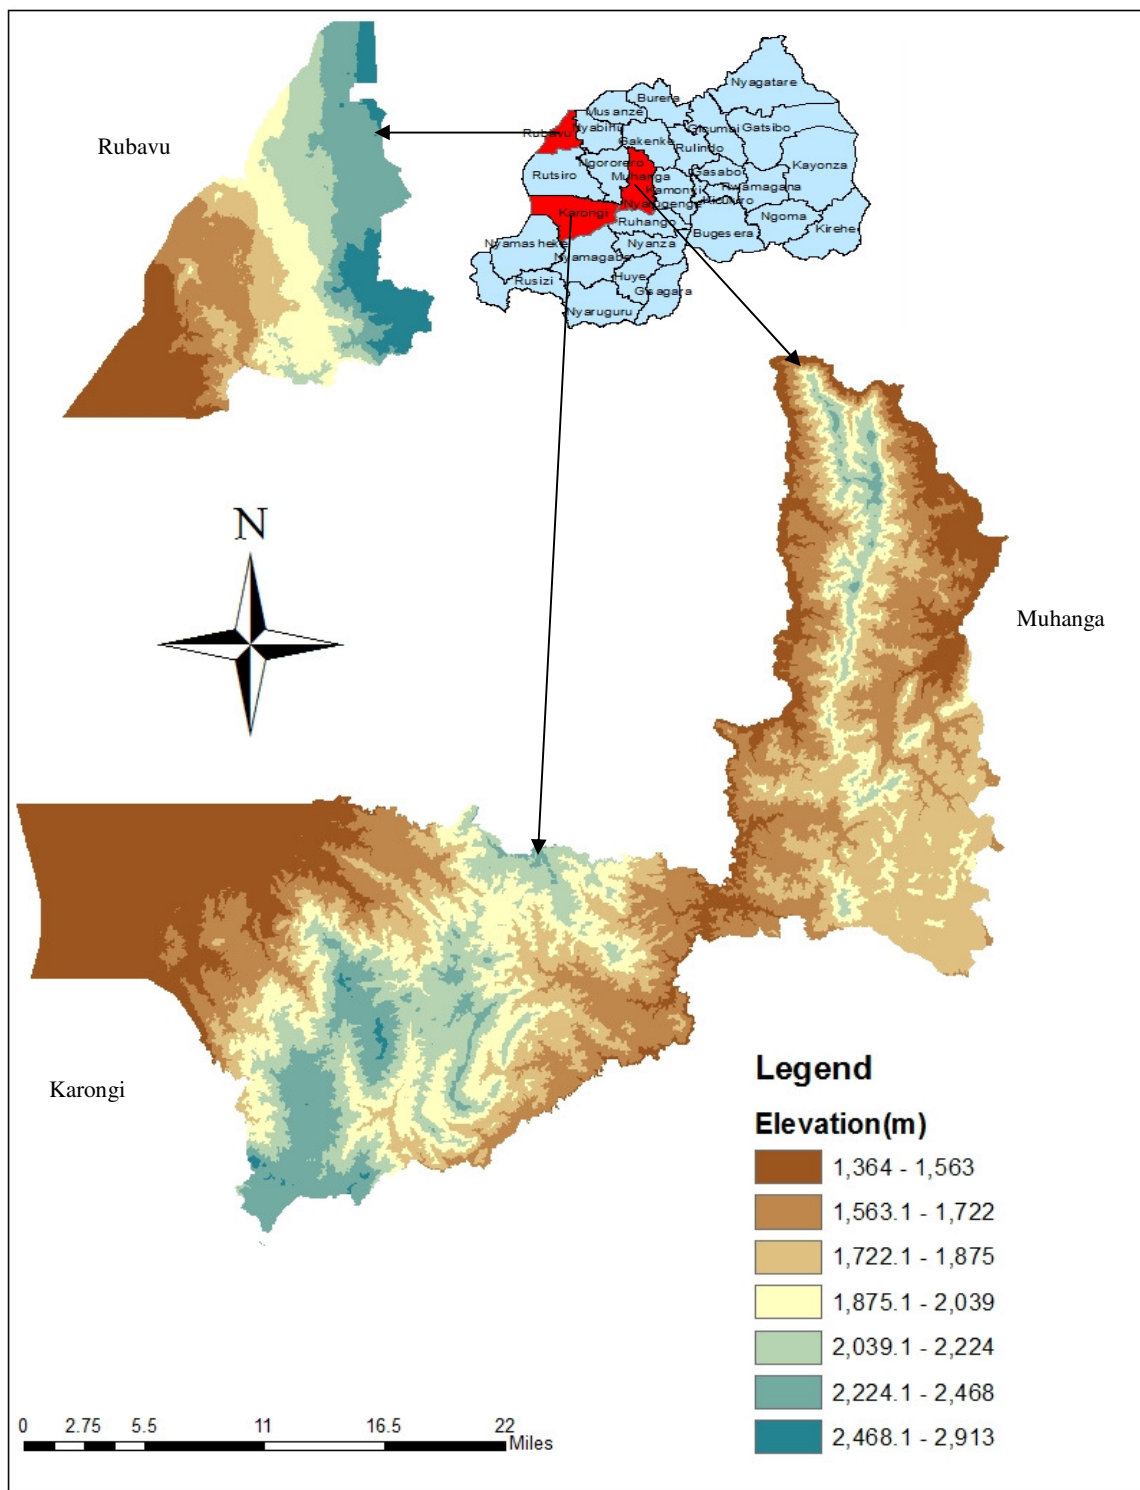 Rubavu
Nyagatare
Burera
Musanze
Gicumbi
Gatsibo
Rubavu
Nyabihu
Gakenke
Rulindo
Kayonza
Ngororero
Rutsiro
Muhanga
Gasabo
Kamonyi
Rwamagana
Nyarugenge
Kicukiro
Karongi
Ruhango
Ngoma
Bugesera
Kirehe
Nyamasheke
Nyanza
Nyamagabe
Huye
Rusizi
Gisagara
Nyaruguru
N
Muhanga
Karongi
Legend
Elevation(m)
1,364 - 1,563
1,563.1 - 1,722
1,722.1 - 1,875
1,875.1 - 2,039
2,039.1 - 2,224
2,224.1 - 2,468
2,468.1 - 2,913
0 2.75 5.5 11 16.5 22
Miles